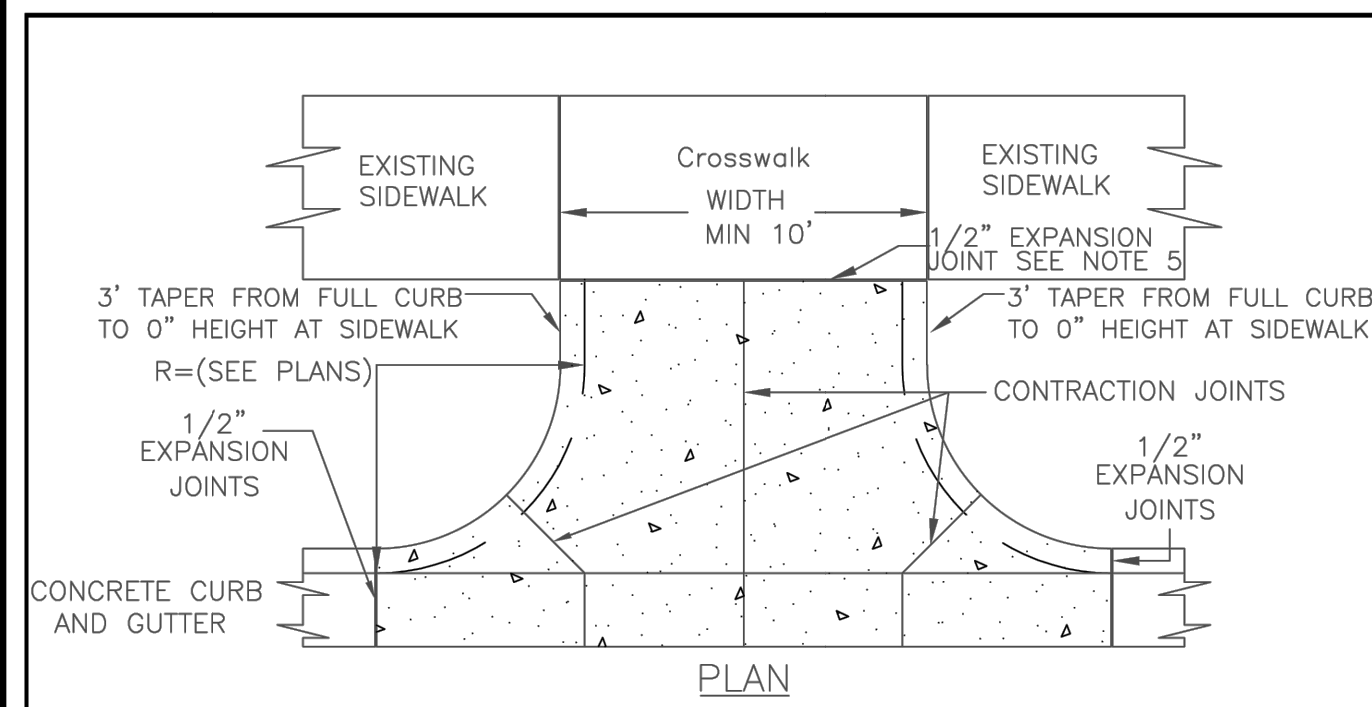 EXISTING
SIDEWALK
Crosswalk
WIDTH
MIN 10'
EXISTING
SIDEWALK
1/2" EXPANSION
JOINT SEE NOTE 5
3' TAPER FROM FULL CURB
TO 0" HEIGHT AT SIDEWALK
3' TAPER FROM FULL CURB
TO 0" HEIGHT AT SIDEWALK
R=(SEE PLANS)
CONTRACTION JOINTS
1/2"
EXPANSION
JOINTS
1/2"
EXPANSION
JOINTS
CONCRETE CURB
AND GUTTER
PLAN